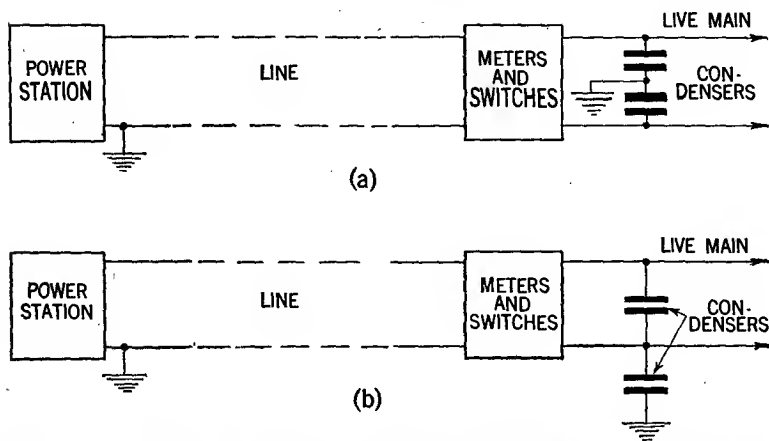 LIVE MAIN
POWER
STATION
LINE
METERS
AND
SWITCHES
CON-
DENSERS
(a)
LIVE MAIN
POWER
STATION
LINE
METERS
AND
SWITCHES
CON-
DENSERS
(b)